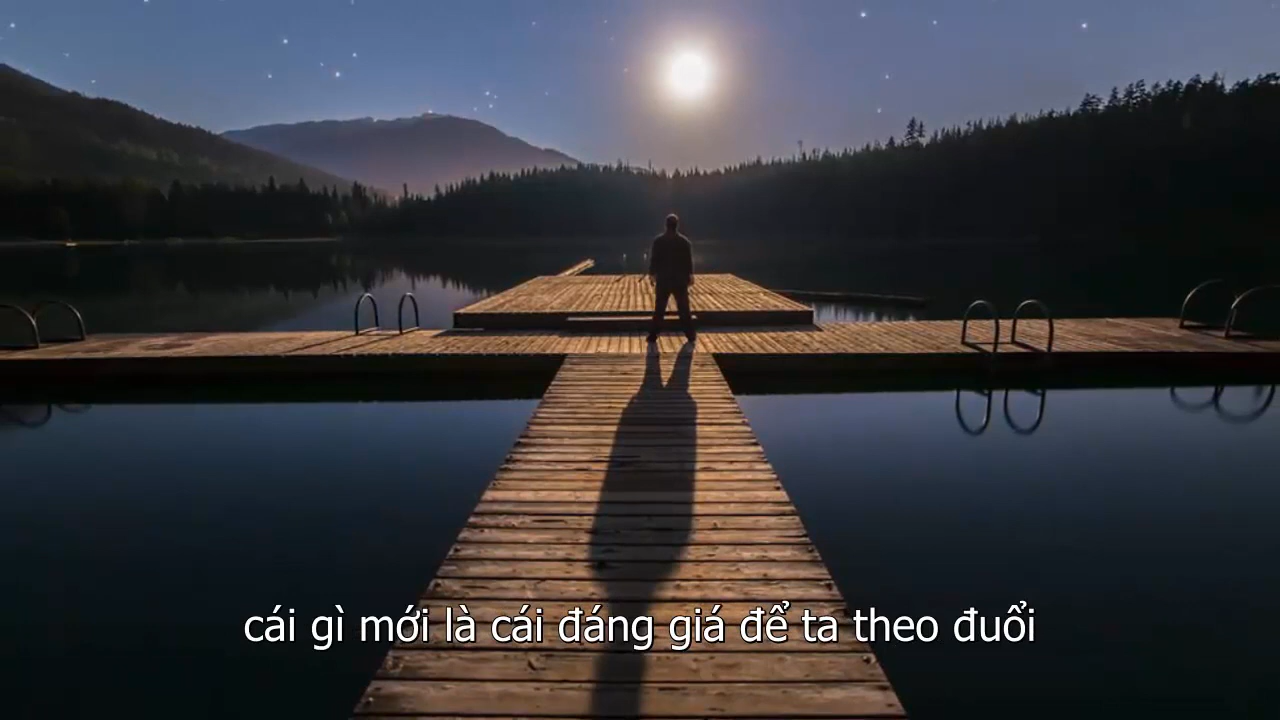 cái gì mới là cái đáng giá để ta theo đuổi